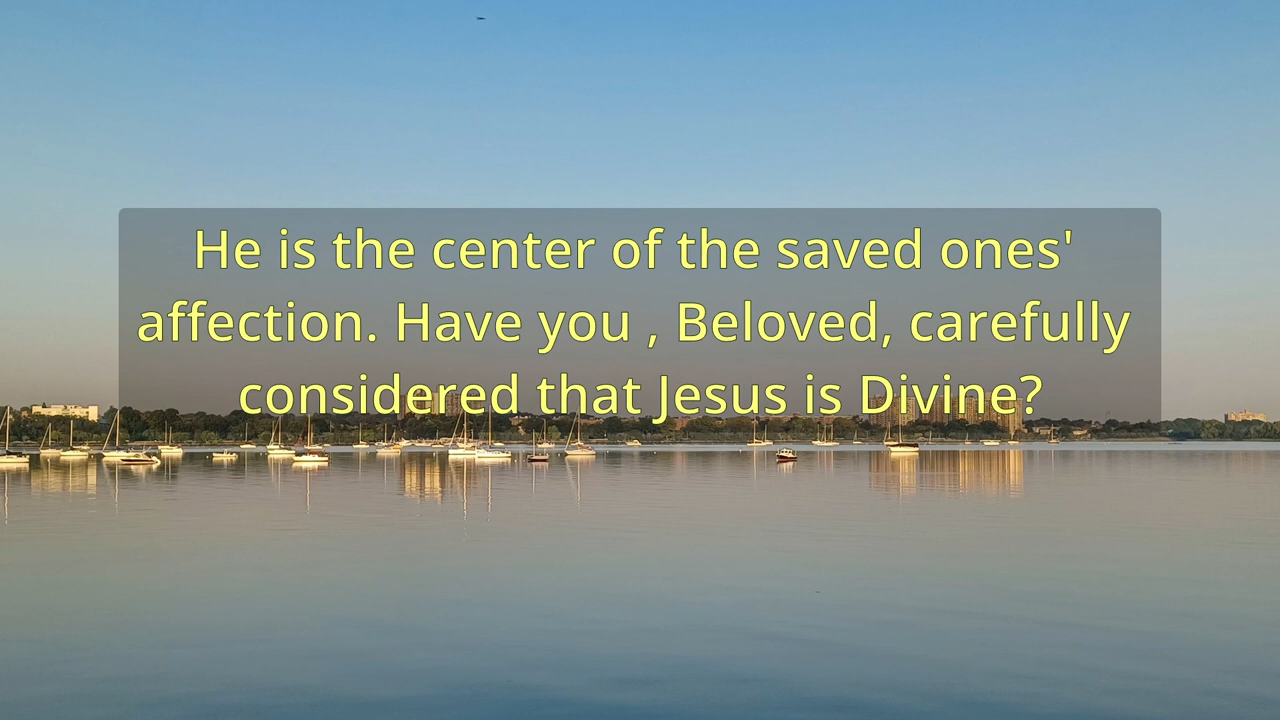 He is the center of the saved ones'
affection. Have you , Beloved, carefully
considered that Jesus is Divine?